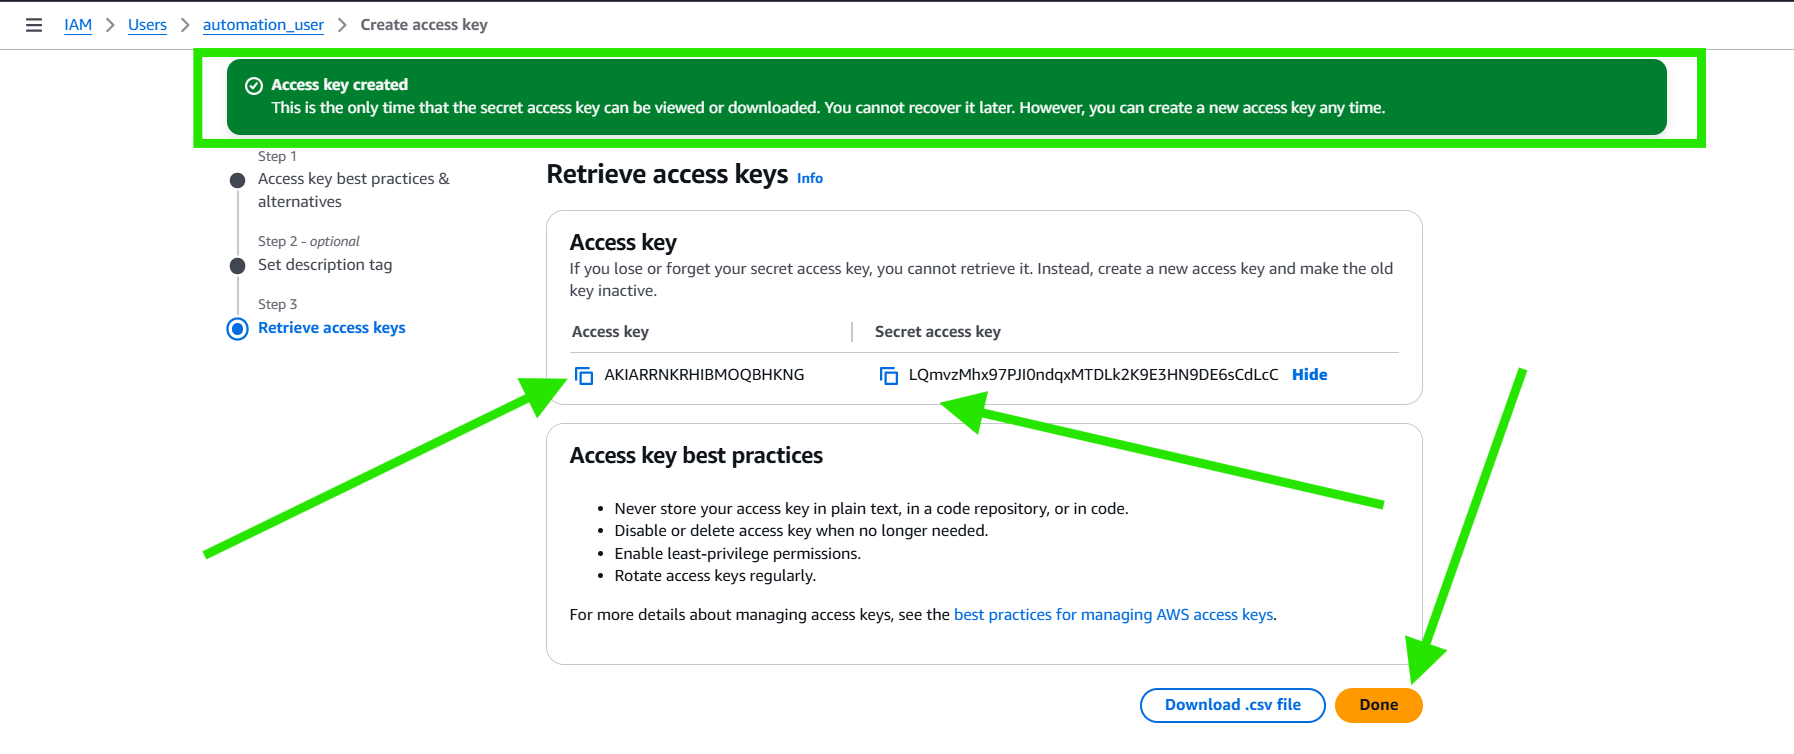 IAM > Users > automation_user > Create access key
Access key created
This is the only time that the secret access key can be viewed or downloaded. You cannot recover it later. However, you can create a new access key any time.
Step 1
Access key best practices &
alternatives
Step 2 - optional
Set description tag
Step 3
Retrieve access keys
Retrieve access keys Info
Access key
If you lose or forget your secret access key, you cannot retrieve it. Instead, create a new access key and make the old
key inactive.
Access key Secret access key
AKIARRNKRHIBMOQBHKNG LQmvzMhx97PJI0ndqxMTDLk2K9E3HN9DE6sCdLcC Hide
Access key best practices
• Never store your access key in plain text, in a code repository, or in code.
• Disable or delete access key when no longer needed.
• Enable least-privilege permissions.
• Rotate access keys regularly.
For more details about managing access keys, see the best practices for managing AWS access keys.
Download .csv file Done